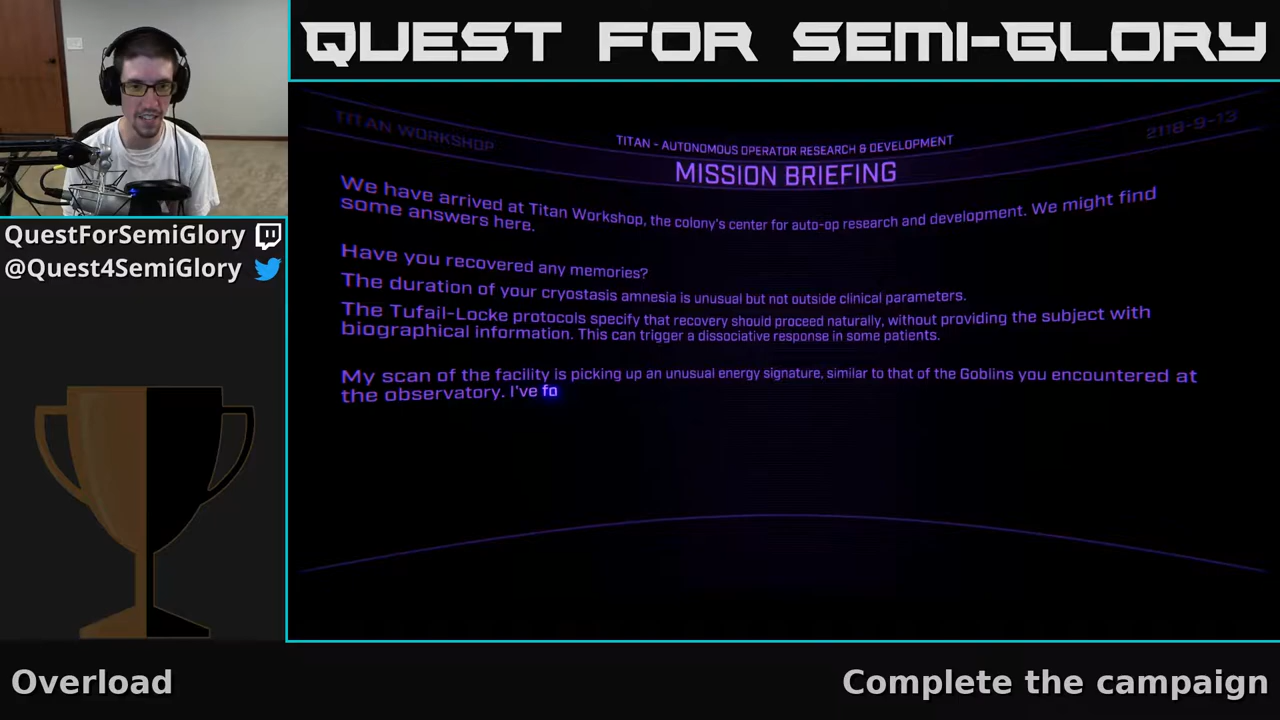 QUEST FOR SEMI-GLORY
TITAN WORKSHOP
TITAN - AUTONOMOUS OPERATOR RESEARCH & DEVELOPMENT
2118-9-13
MISSION BRIEFING
We have arrived at Titan Workshop, the colony's center for auto-op research and development. We might find
some answers here.
Have you recovered any memories?
The duration of your cryostasis amnesia is unusual but not outside clinical parameters.
The Tufail-Locke protocols specify that recovery should proceed naturally, without providing the subject with
biographical information. This can trigger a dissociative response in some patients.
My scan of the facility is picking up an unusual energy signature, similar to that of the Goblins you encountered at
the observatory. I've fo
QuestForSemiGlory
@Quest4SemiGlory
Overload
Complete the campaign